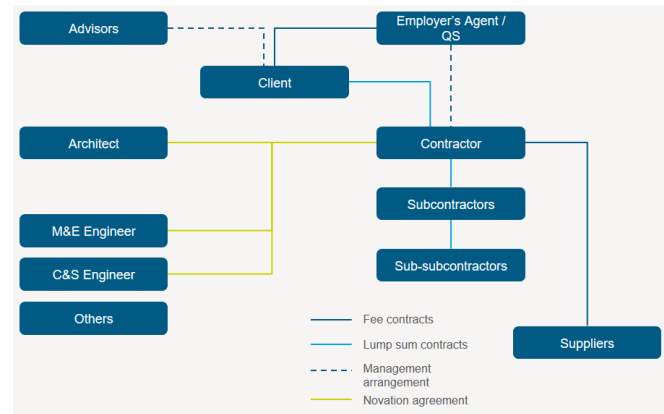 Advisors
Employer's Agent /
QS
Client
Architect
Contractor
Subcontractors
M&E Engineer
C&S Engineer
Sub-subcontractors
Others
Fee contracts
Lump sum contracts
Suppliers
Management
arrangement
Novation agreement